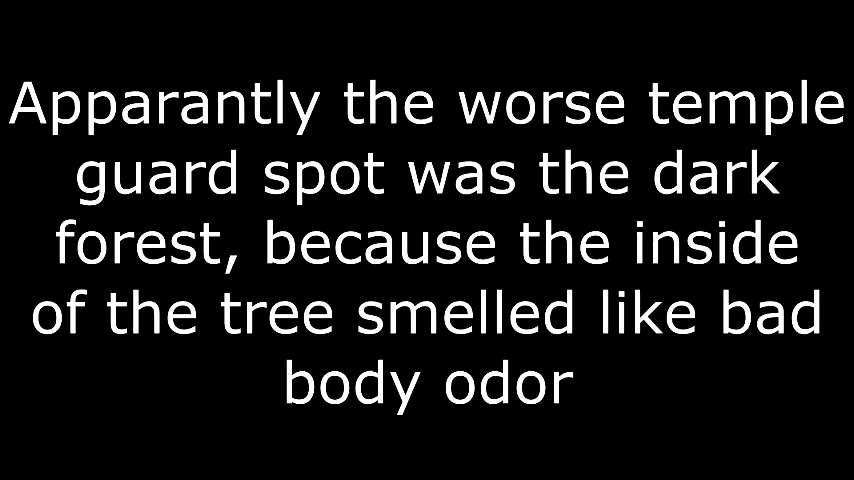 Apparantly the worse temple
guard spot was the dark
forest, because the inside
of the tree smelled like bad
body odor